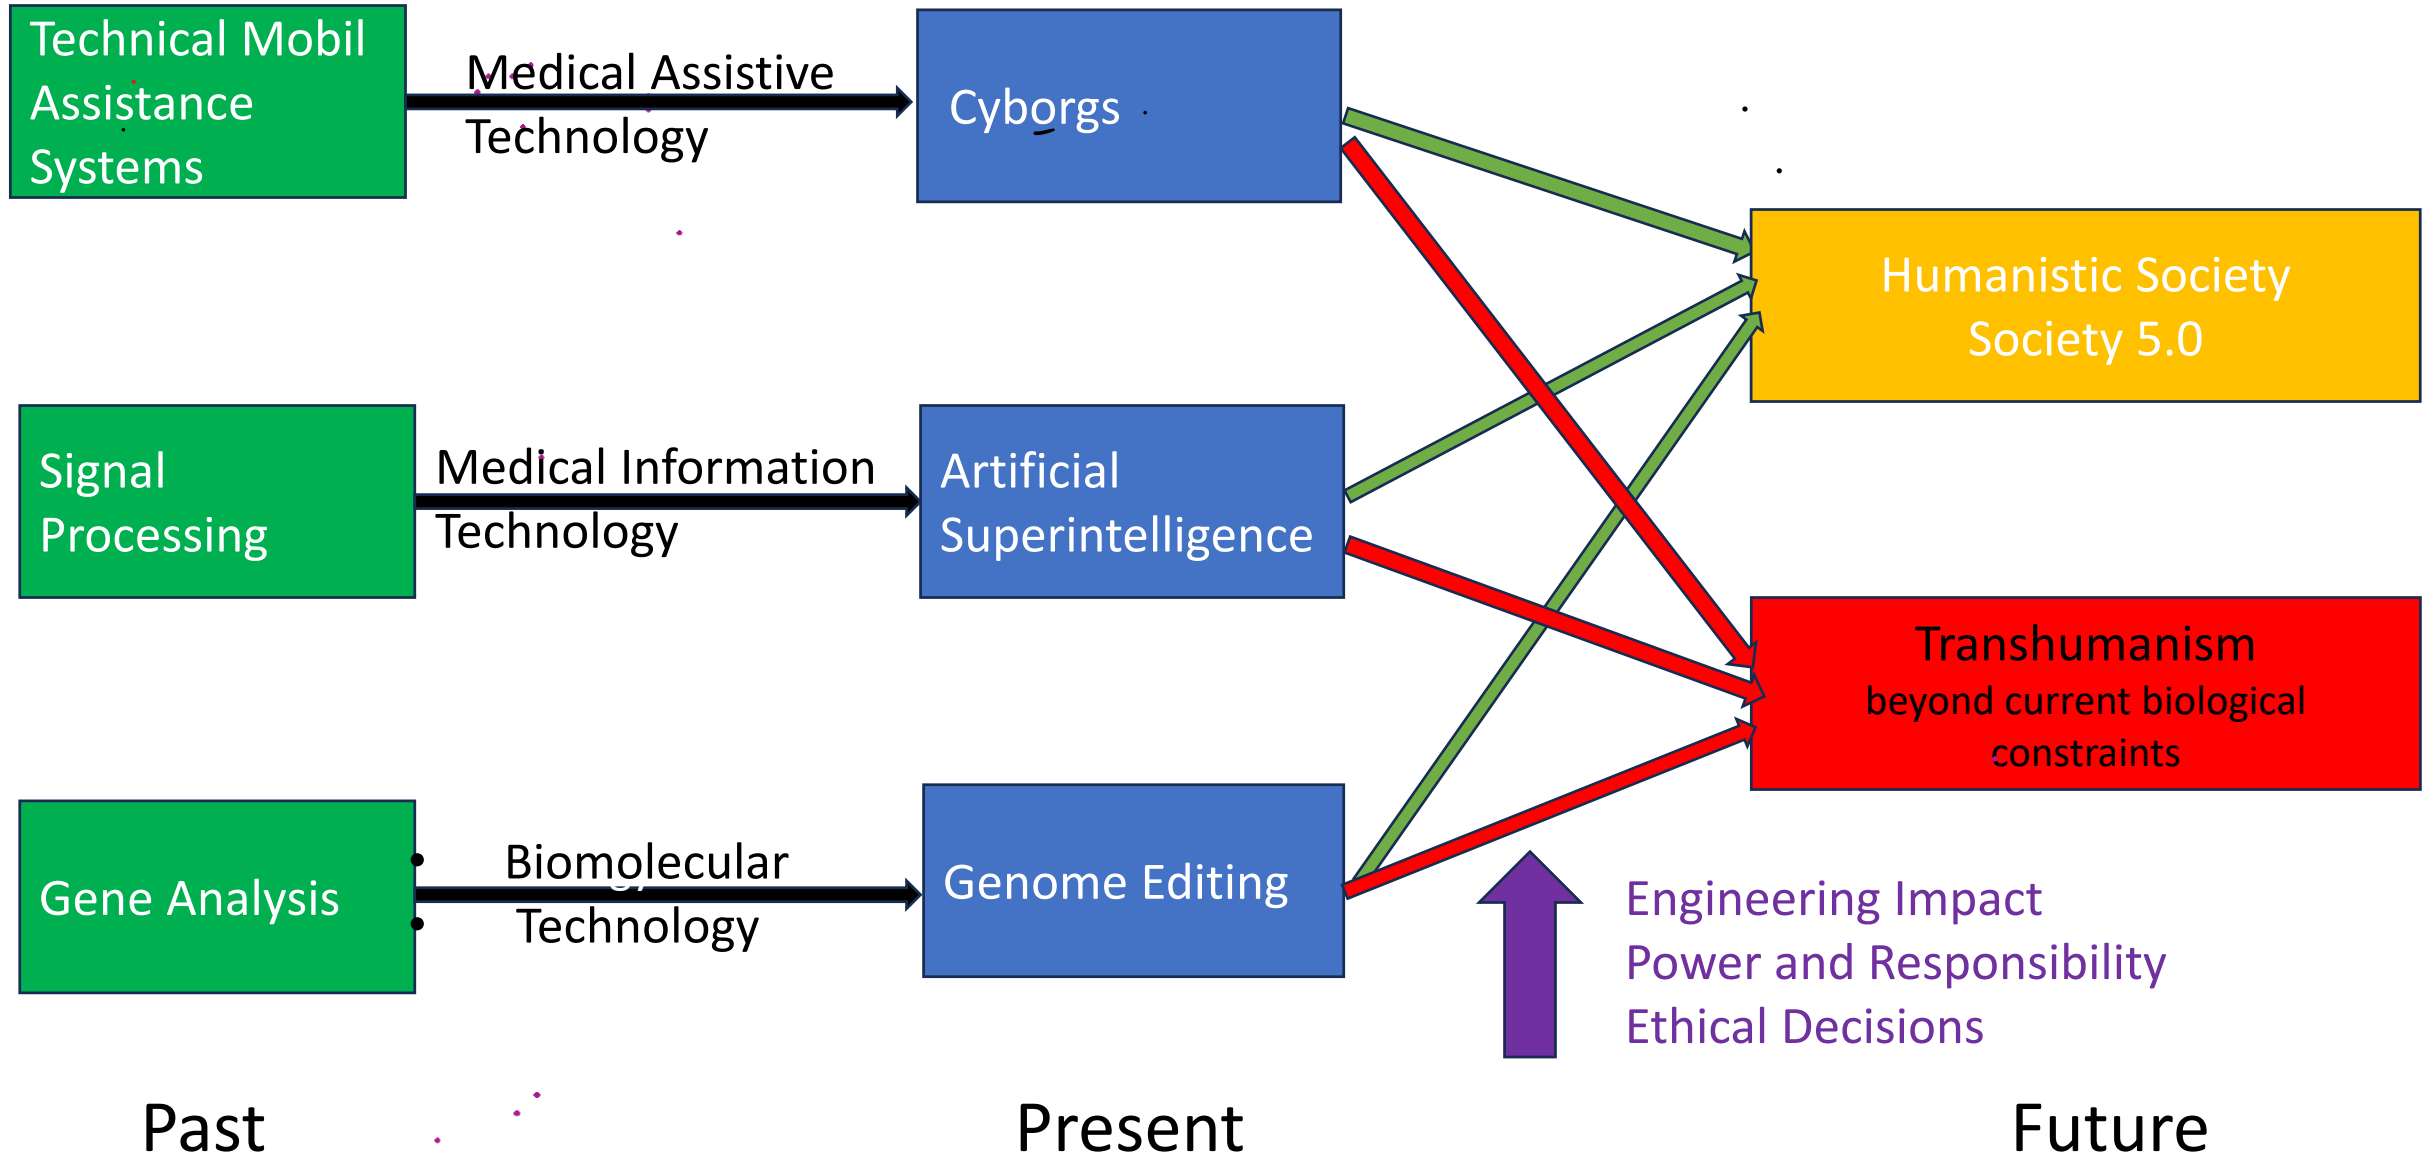 Technical Mobil
Assistance
Systems
Medical Assistive
Technology
Cyborgs
Humanistic Society
Society 5.0
Signal
Processing
Medical Information
Technology
Artificial
Superintelligence
Transhumanism
beyond current biological
constraints
Gene Analysis
Biomolecular
Technology
Genome Editing
Engineering Impact
Power and Responsibility
Ethical Decisions
Past
Present
Future